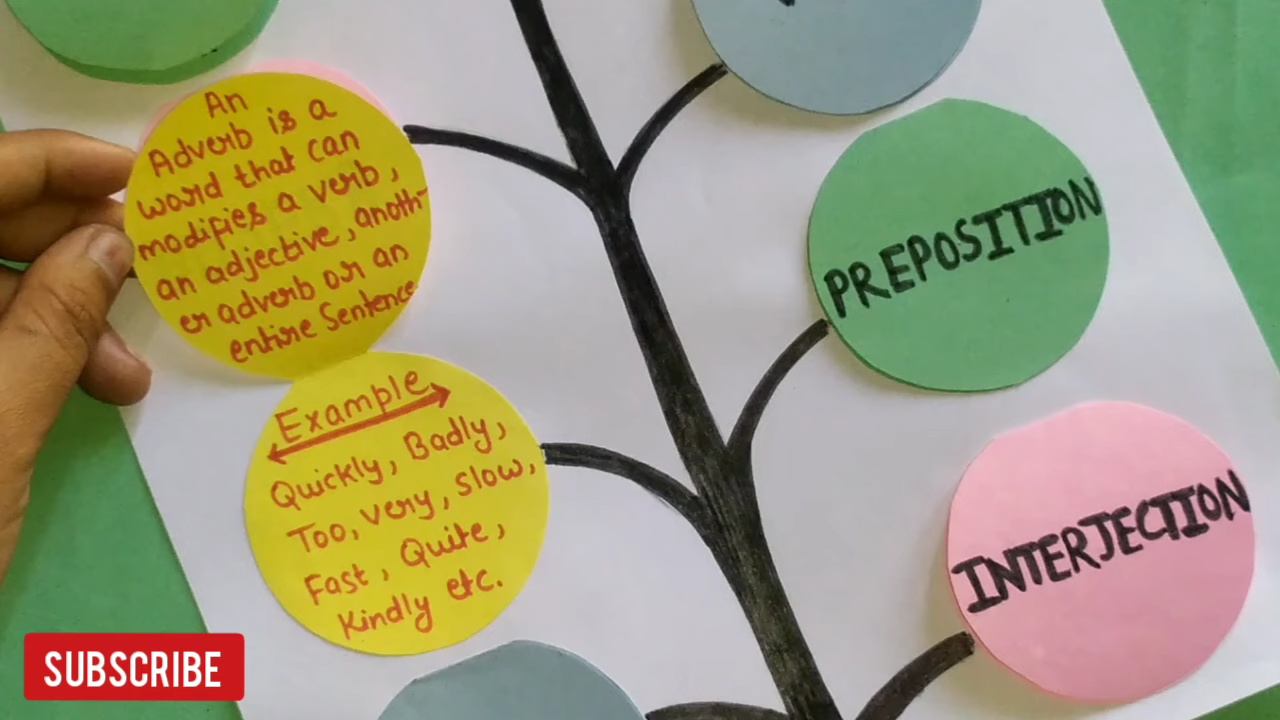 An
Adverb is a
word that can
modifies a verb,
an adjective, anoth-
er adverb or an
entire Sentence
Example
Quickly, Badly,
Too, very, slow,
Fast, Quite,
Kindly etc.
PREPOSITION
INTERJECTION
SUBSCRIBE